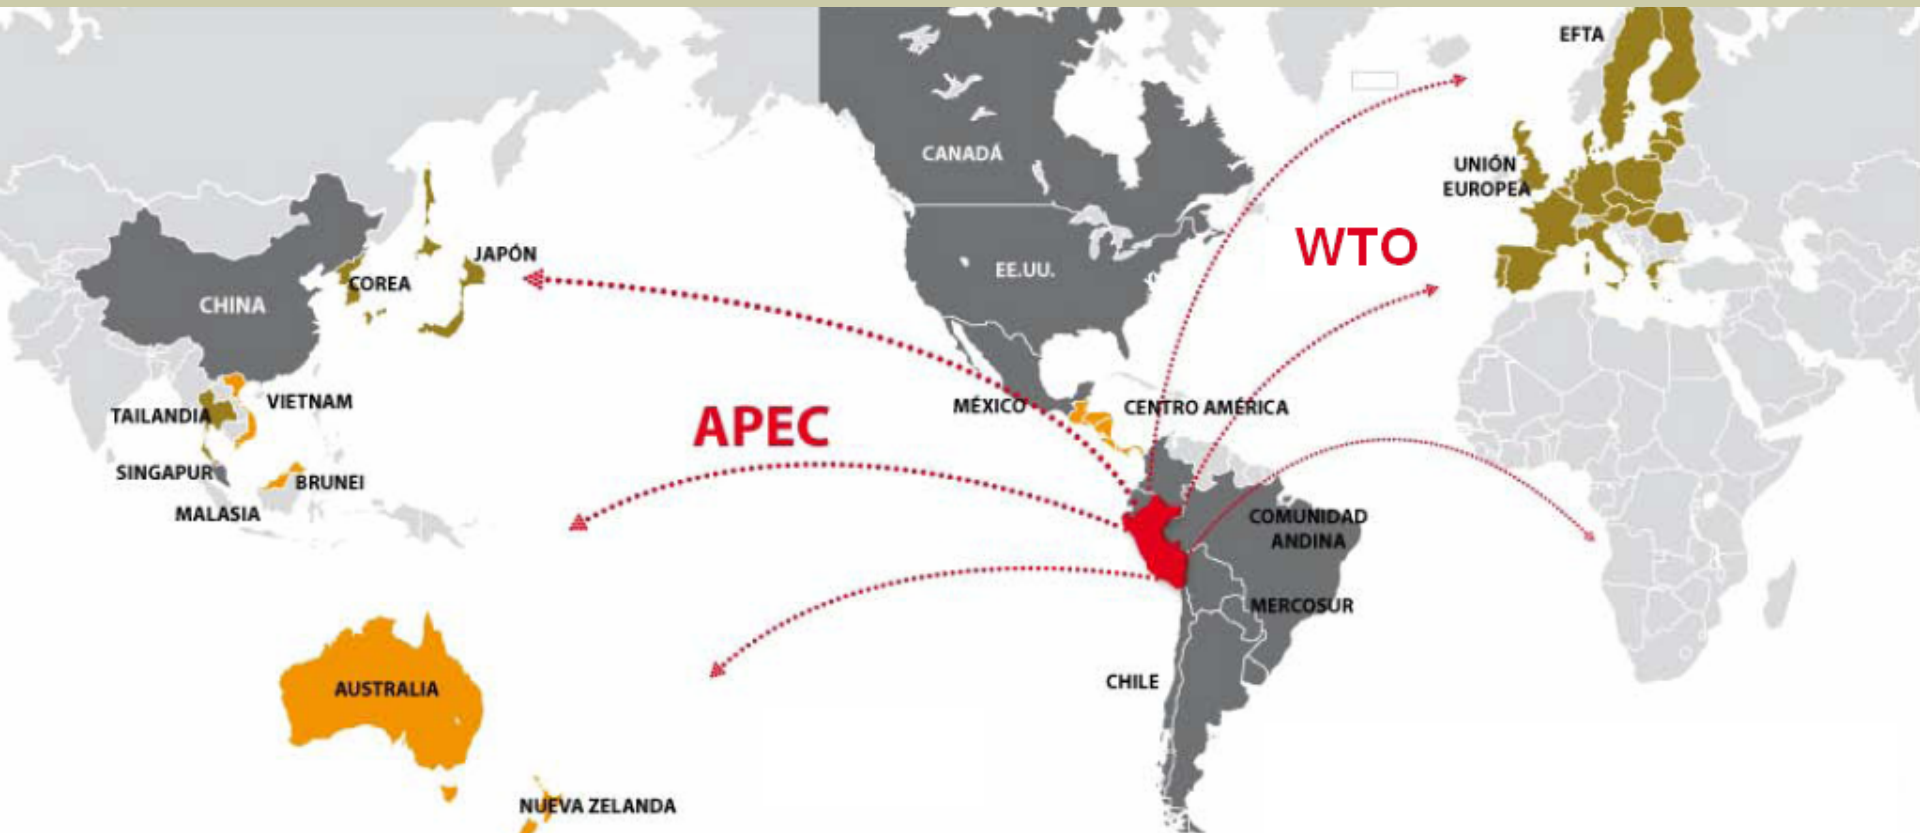 EFTA
CANADÁ
UNIÓN
EUROPEA
WTO
JAPÓN
EE.UU.
COREA
CHINA
VIETNAM
TAILANDIA
MÉXICO
CENTRO AMÉRICA
APEC
SINGAPUR
BRUNEI
MALASIA
COMUNIDAD
ANDINA
MERCOSUR
CHILE
AUSTRALIA
NUEVA ZELANDA